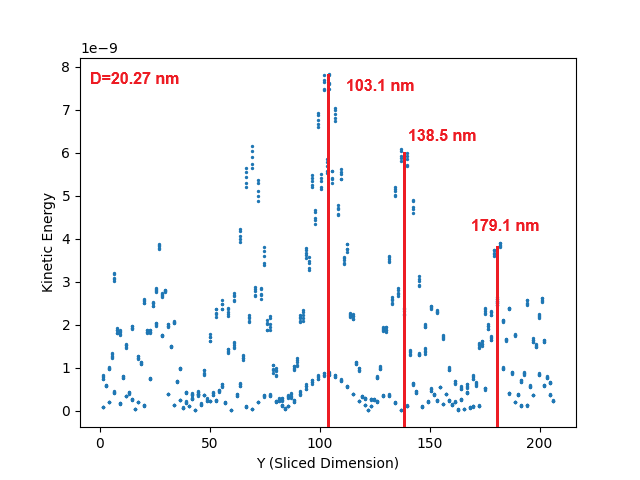 1e−9
D=20.27 nm
103.1 nm
138.5 nm
179.1 nm
Kinetic Energy
8
7
6
5
4
3
2
1
0
0 50 100 150 200
Y (Sliced Dimension)